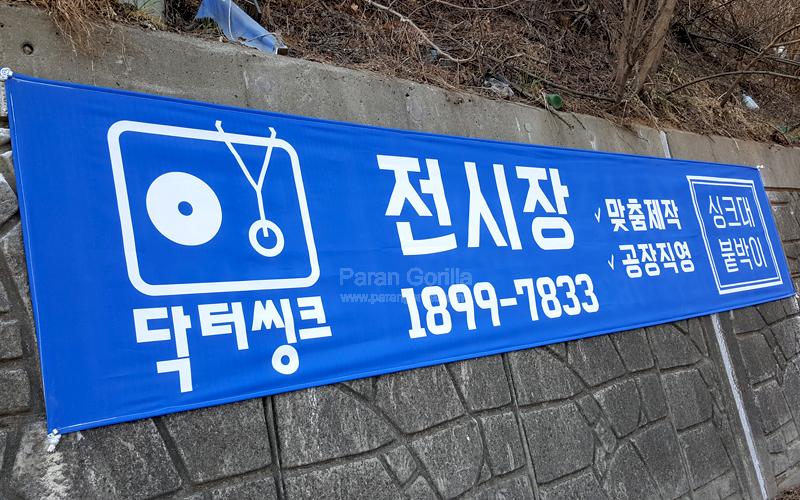 닥터씽크
전시장
1899-7833
✓맞춤제작
✓공장직영
싱크대
붙박이
Paran Gorilla